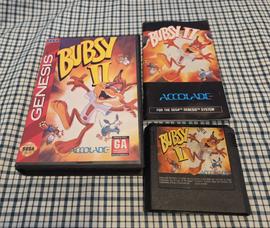 GENESIS
BUBSY II
SEGA
ACCOLADE
GA
BUBSY II
ACCOLADE
FOR THE SEGA GENESIS SYSTEM
BUBSY II